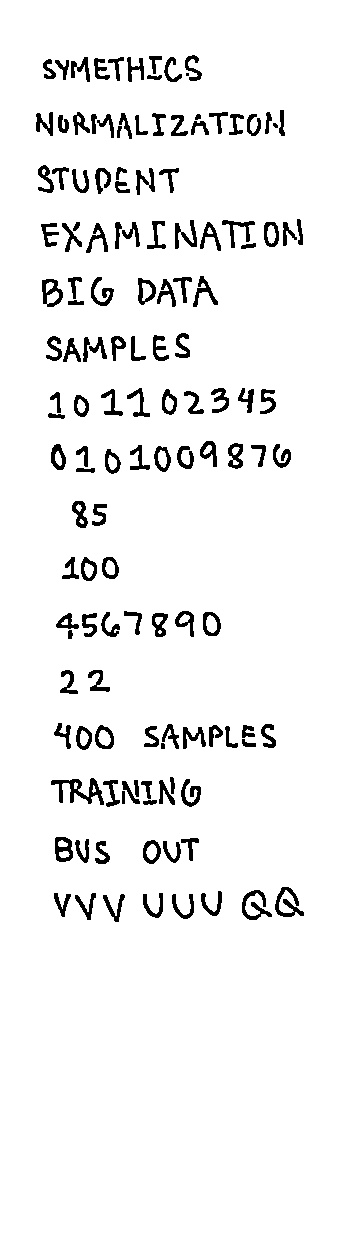 SYMETHICS
NORMALIZATION
STUDENT
EXAMINATION
BIG DATA
SAMPLES
101102345
0101009876
85
100
4567890
22
400 SAMPLES
TRAINING
BUS OUT
VVV UUU QQ